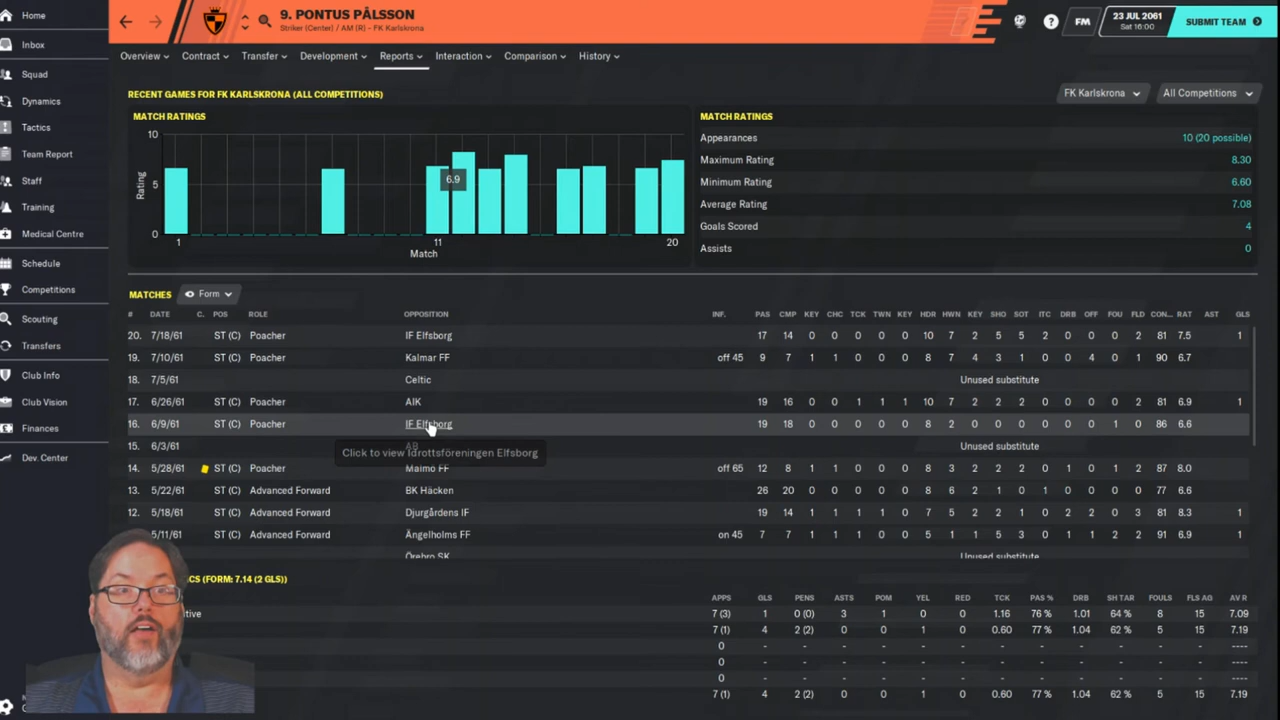 Home
Inbox
Squad
Dynamics
Tactics
Team Report
Staff
Training
Medical Centre
Schedule
Competitions
Scouting
Transfers
Club Info
Club Vision
Finances
Dev. Center
9. PONTUS PÅLSSON
Striker (Center) / AM (R) - FK Karlskrona
FM
23 JUL 2061
Sat 16:00
SUBMIT TEAM
Overview Contract Transfer Development Reports Interaction Comparison History
RECENT GAMES FOR FK KARLSKRONA (ALL COMPETITIONS)
FK Karlskrona All Competitions
MATCH RATINGS
10
5
0
Rating
6.9
1 11 20
Match
MATCH RATINGS
Appearances 10 (20 possible)
Maximum Rating 8.30
Minimum Rating 6.60
Average Rating 7.08
Goals Scored 4
Assists 0
MATCHES Form
# DATE C. POS ROLE OPPOSITION INF. PAS CMP KEY CHC TCK TWN KEY HDR HWN KEY SHO SOT ITC DRB OFF FOU FLD CON... RAT AST GLS
20. 7/18/61 ST (C) Poacher IF Elfsborg 17 14 0 0 0 0 0 10 7 2 5 5 2 0 0 0 2 81 7.5 1
19. 7/10/61 ST (C) Poacher Kalmar FF off 45 9 7 1 1 0 0 0 8 7 4 3 1 0 0 4 0 0 90 6.7
18. 7/5/61 Celtic Unused substitute
17. 6/26/61 ST (C) Poacher AIK 19 16 0 0 1 1 1 10 7 2 2 2 0 0 0 0 2 81 6.9 1
16. 6/9/61 ST (C) Poacher IF Elfsborg 19 18 0 0 0 0 0 8 2 0 0 0 0 0 0 1 0 86 6.6
15. 6/3/61 AB Unused substitute
Click to view Idrottsföreningen Elfsborg
14. 5/28/61 ST (C) Poacher Malmö FF off 65 12 8 1 1 0 0 0 8 3 2 2 2 0 1 0 1 2 87 8.0
13. 5/22/61 ST (C) Advanced Forward BK Häcken 26 20 0 0 0 0 0 8 6 2 1 0 1 0 0 0 0 77 6.6
12. 5/18/61 ST (C) Advanced Forward Djurgårdens IF 19 14 1 1 1 1 0 7 5 2 2 1 0 2 2 0 3 81 8.3 1
5/11/61 ST (C) Advanced Forward Ängelholms FF on 45 7 7 1 1 1 0 0 5 1 1 5 3 0 1 1 2 2 91 6.9 1
Örebro SK Unused substitute
CS (FORM: 7.14 (2 GLS))
APPS GLS PENS ASTS POM YEL RED TCK PAS % DRB SH TAR FOULS FLS AG AV R
itive 7 (3) 1 0 (0) 3 1 0 0 1.16 76 % 1.01 64 % 8 15 7.09
7 (1) 4 2 (2) 0 0 1 0 0.60 77 % 1.04 62 % 5 15 7.19
0 - - - - - - - - - - - - ----
0 - - - - - - - - - - - - ----
0 - - - - - - - - - - - - ----
7 (1) 4 2 (2) 0 0 1 0 0.60 77 % 1.04 62 % 5 15 7.19